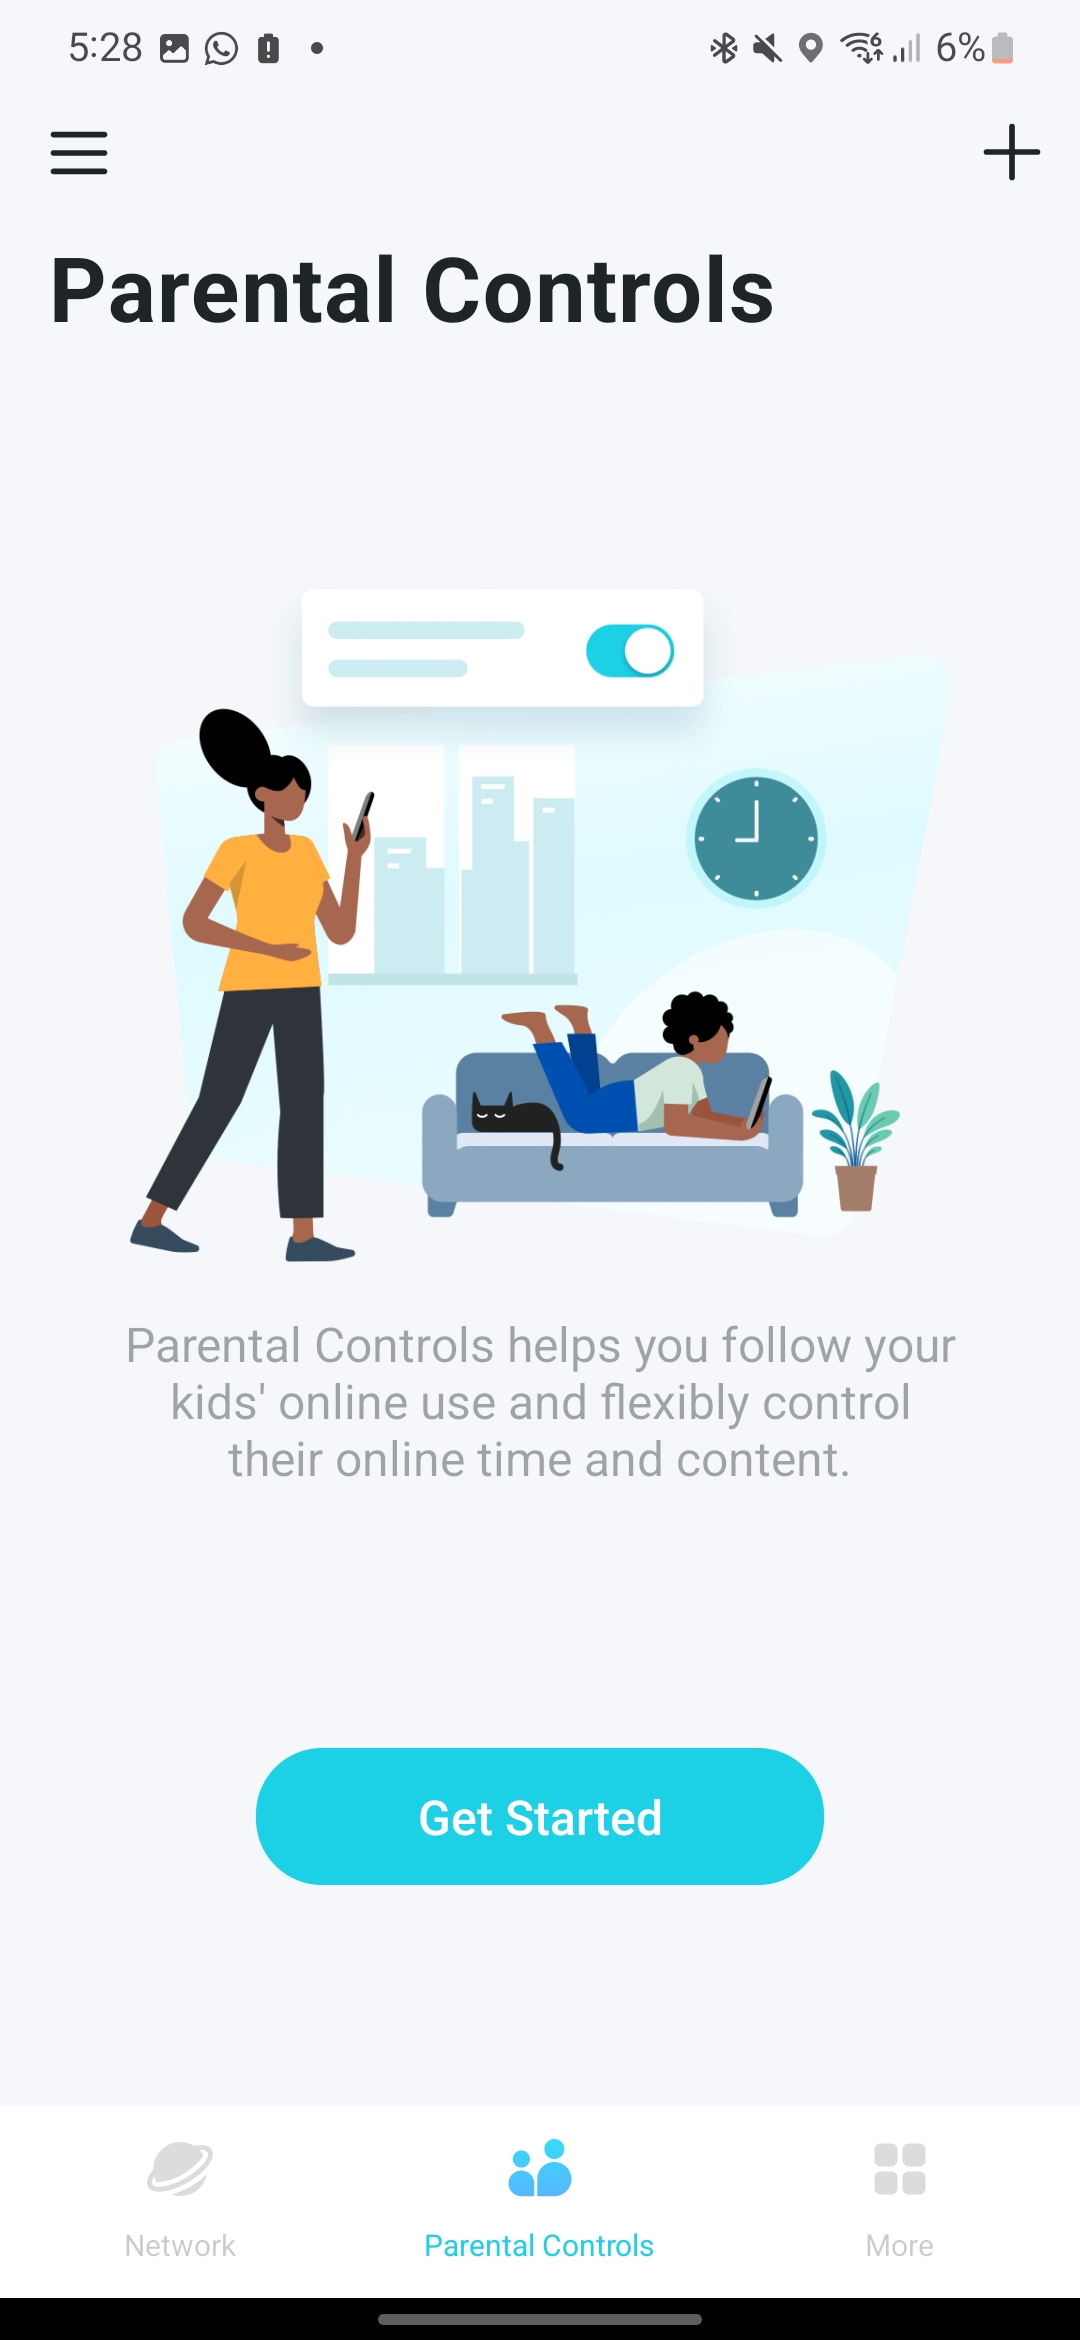 5:28 6%
Parental Controls
Parental Controls helps you follow your
kids' online use and flexibly control
their online time and content.
Get Started
Network Parental Controls More